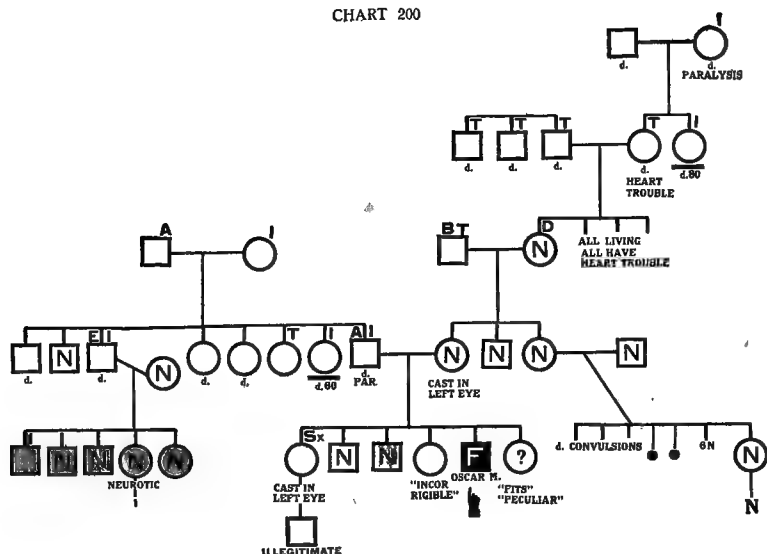 CHART 200
I
d.
d.
PARALYSIS
T T T T I
d. d. d. d. d.80
HEART
TROUBLE
A I BT D
N
ALL LIVING
ALL HAVE
HEART TROUBLE
E I T I A I
N N N N N
d. d. d. d. d.60 d.
PAR.
CAST IN
LEFT EYE
Sx
N N N N N N N F ? d. CONVULSIONS 6N N
NEUROTIC
CAST IN
LEFT EYE
"INCOR
RIGIBLE"
OSCAR M.
"FITS"
"PECULIAR"
N
ILLEGITIMATE